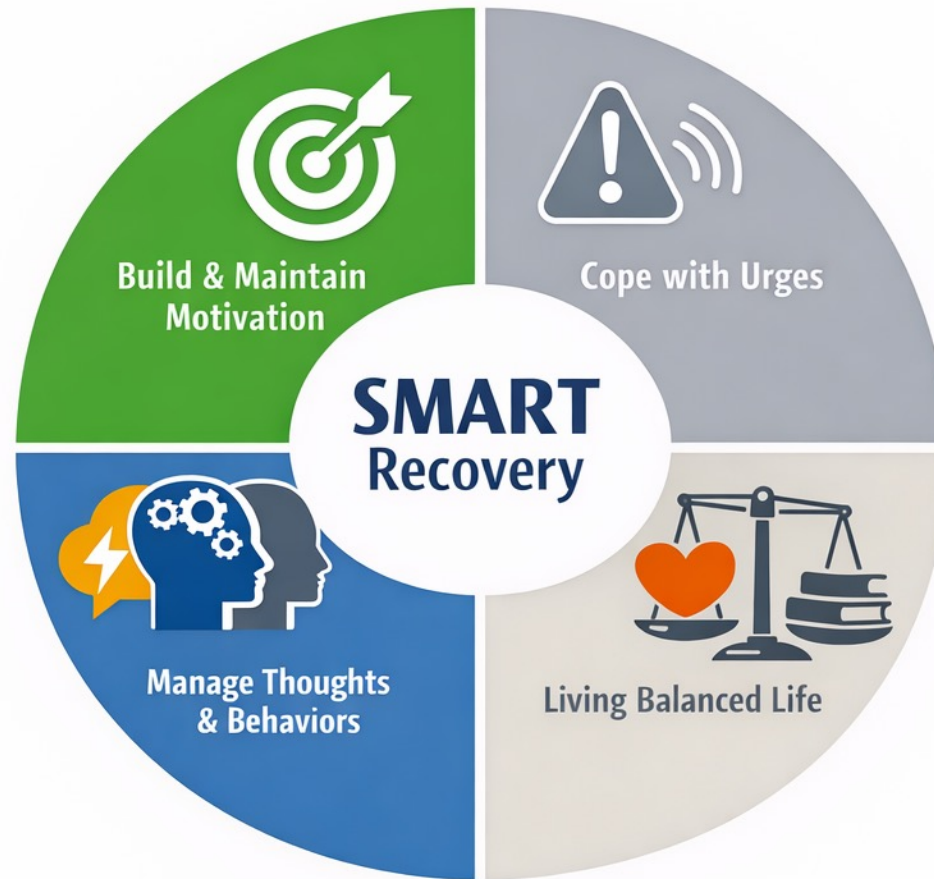 Build & Maintain
Motivation
Cope with Urges
SMART
Recovery
Manage Thoughts
& Behaviors
Living Balanced Life